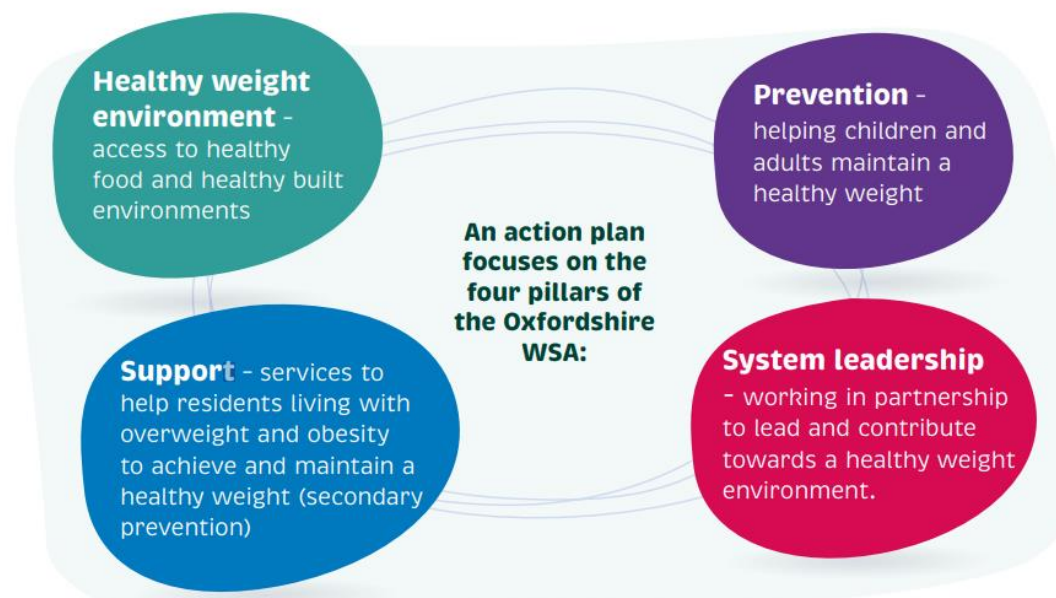 Healthy weight
environment -
access to healthy
food and healthy built
environments
Prevention -
helping children and
adults maintain a
healthy weight
An action plan
focuses on the
four pillars of
the Oxfordshire
WSA:
Support - services to
help residents living with
overweight and obesity
to achieve and maintain a
healthy weight (secondary
prevention)
System leadership
- working in partnership
to lead and contribute
towards a healthy weight
environment.